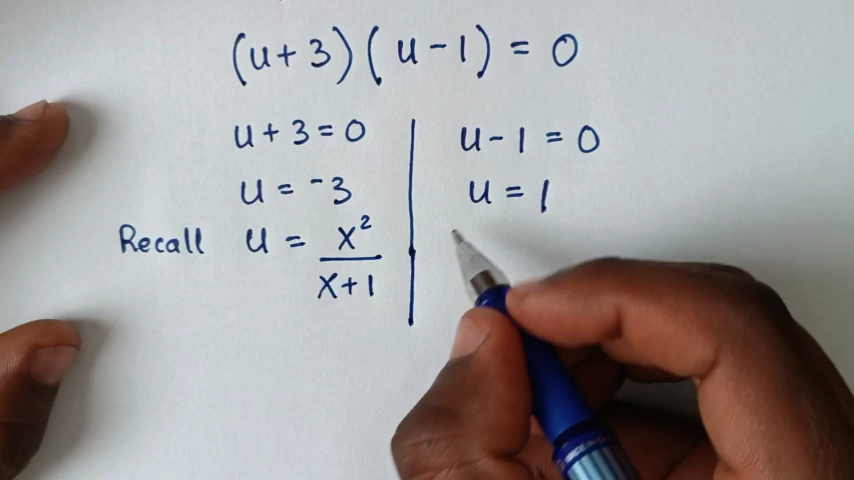 (u+3)(u-1) = 0
u+3=0
u = -3
Recall u = x²/x+1
u-1 = 0
u = 1